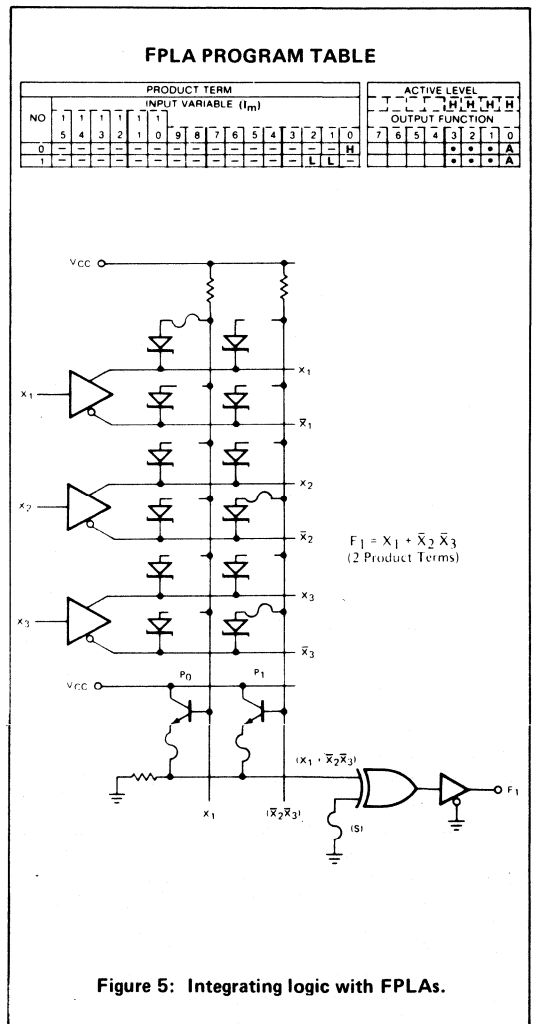 FPLA PROGRAM TABLE
PRODUCT TERM
ACTIVE LEVEL
INPUT VARIABLE (Im)
H H H H
NO
1 1 1 1 1 1
OUTPUT FUNCTION
5 4 3 2 1 0 9 8 7 6 5 4 3 2 1 0
7 6 5 4 3 2 1 0
0 – – – – – – – – – – – – – – – H • • • A
1 – – – – – – – – – – – – – L L – • • • A
VCC
X1
X1
X̅1
X2
X2
X̅2
F1 = X1 + X̅2 X̅3
(2 Product Terms)
X3
X3
X̅3
VCC
P0
P1
(X1 + X̅2X̅3)
F1
X1
(X̅2X̅3)
(S)
Figure 5: Integrating logic with FPLAs.